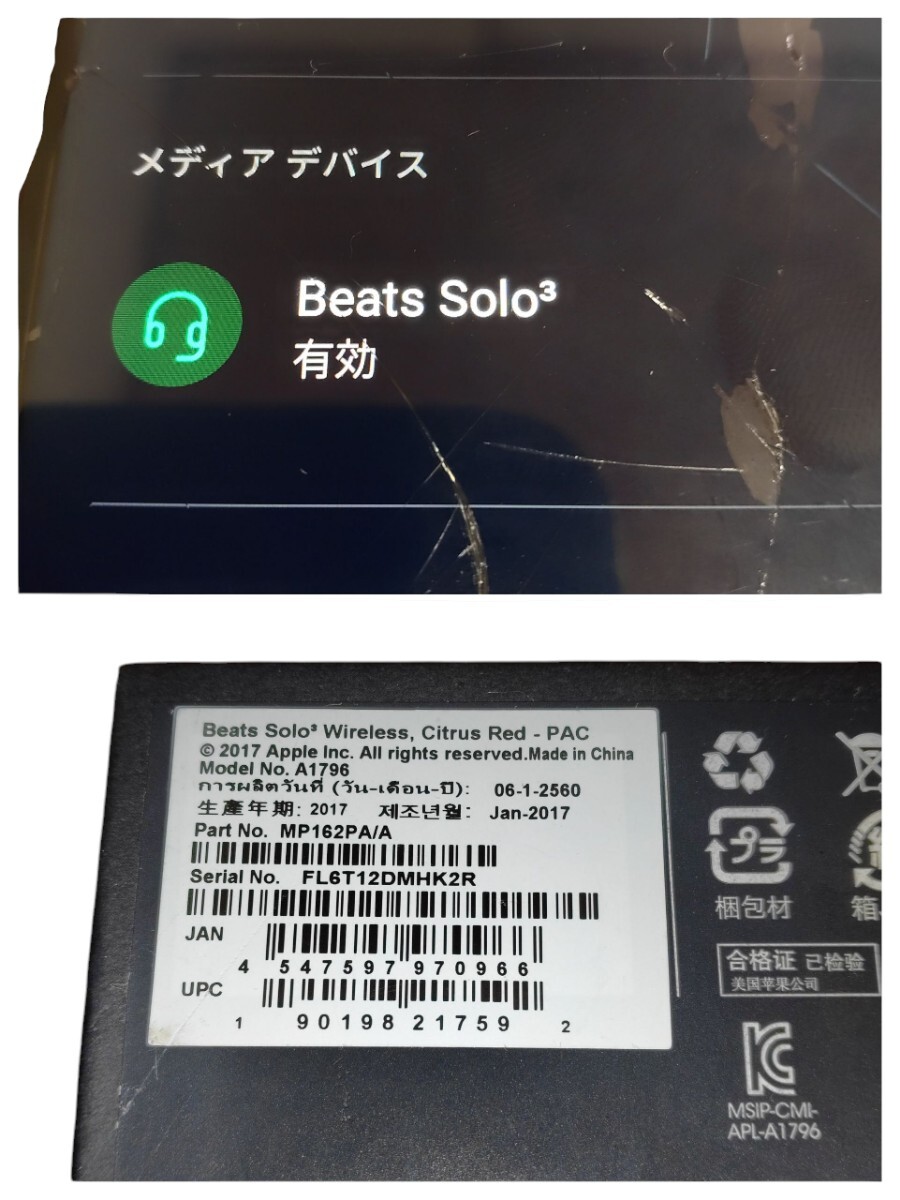 メディア デバイス
Beats Solo³
有効
Beats Solo³ Wireless, Citrus Red - PAC
© 2017 Apple Inc. All rights reserved.Made in China
Model No. A1796
การผลิตวันที่ (วัน-เดือน-ปี): 06-1-2560
生產年期: 2017 제조년월: Jan-2017
Part No. MP162PA/A
Serial No. FL6T12DMHK2R
JAN
4 547597 970966
UPC
1 90198 21759 2
プラ
梱包材
箱
合格证 已检验
美国苹果公司
MSIP-CMI-
APL-A1796